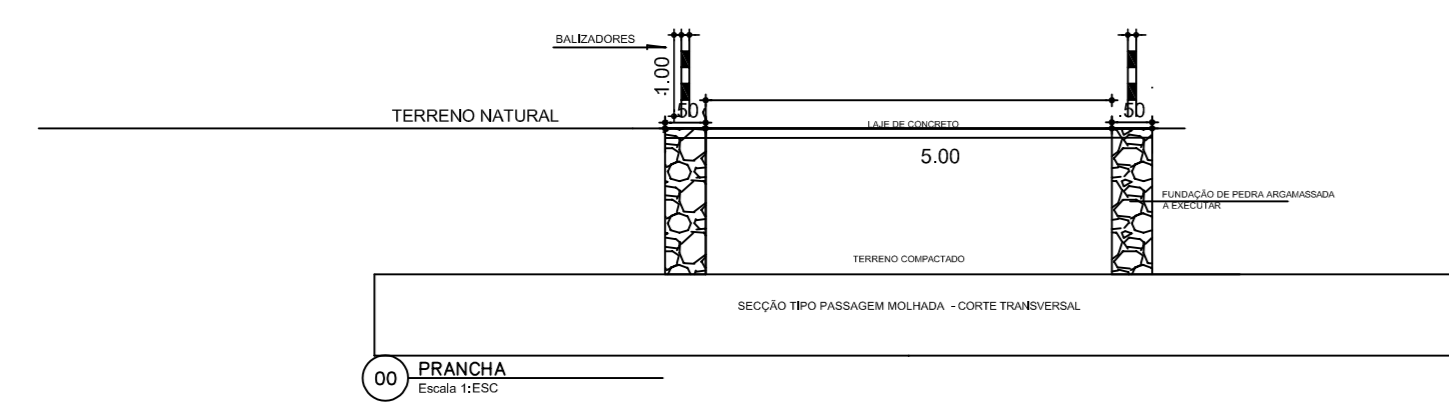 BALIZADORES
1.00
TERRENO NATURAL
.50
LAJE DE CONCRETO
.50
5.00
FUNDAÇÃO DE PEDRA ARGAMASSADA
A EXECUTAR
TERRENO COMPACTADO
SECÇÃO TIPO PASSAGEM MOLHADA - CORTE TRANSVERSAL
00
PRANCHA
Escala 1:ESC